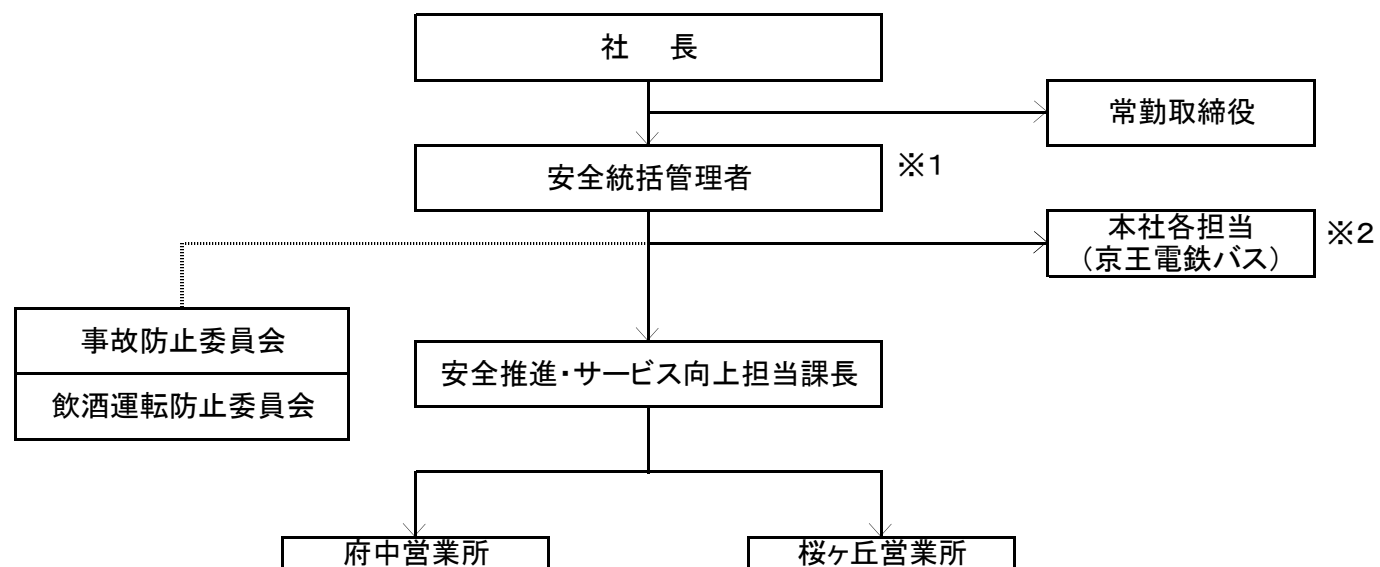 社　長
常勤取締役
安全統括管理者
※1
本社各担当
（京王電鉄バス）
※2
事故防止委員会
飲酒運転防止委員会
安全推進・サービス向上担当課長
府中営業所
桜ヶ丘営業所